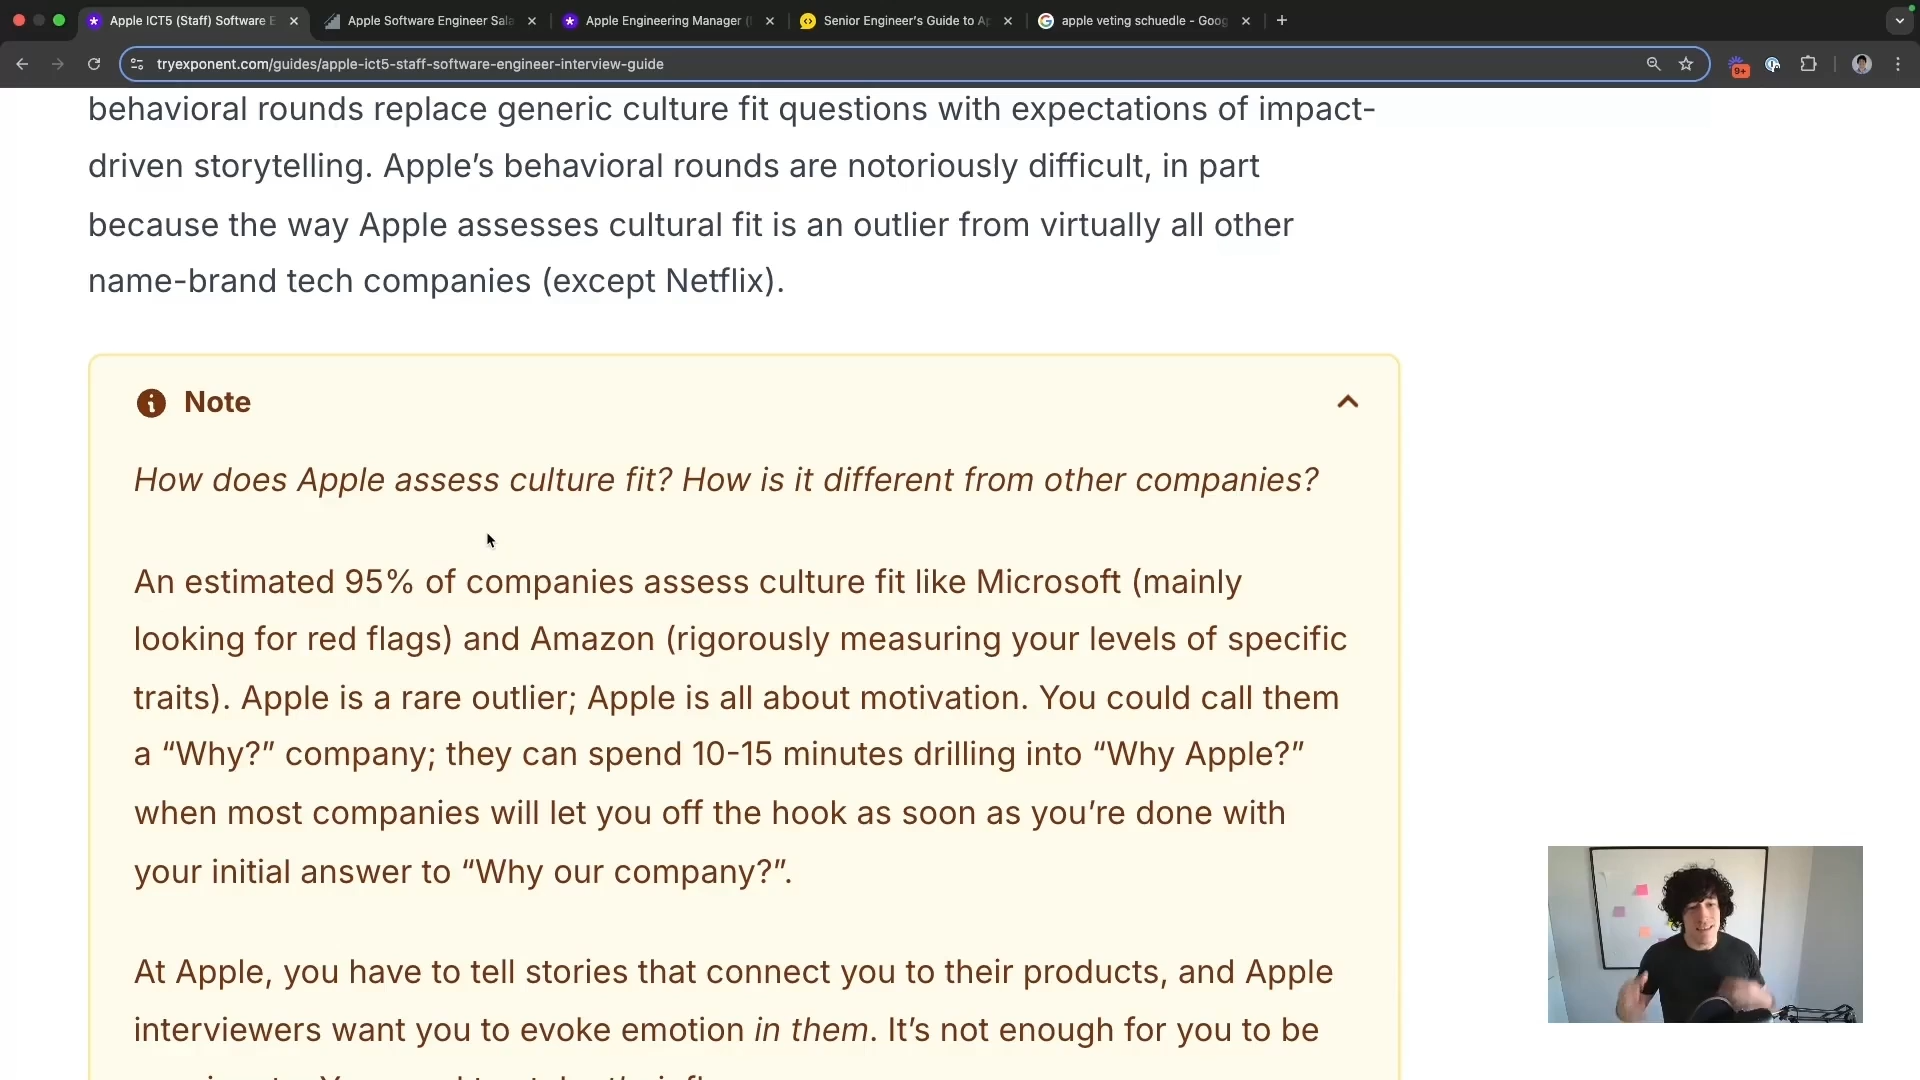 Apple ICT5 (Staff) Software E
Apple Software Engineer Sala
Apple Engineering Manager (
Senior Engineer's Guide to Ap
apple veting schuedle - Goog
tryexponent.com/guides/apple-ict5-staff-software-engineer-interview-guide
9+
behavioral rounds replace generic culture fit questions with expectations of impact-
driven storytelling. Apple’s behavioral rounds are notoriously difficult, in part
because the way Apple assesses cultural fit is an outlier from virtually all other
name-brand tech companies (except Netflix).
Note
How does Apple assess culture fit? How is it different from other companies?
An estimated 95% of companies assess culture fit like Microsoft (mainly
looking for red flags) and Amazon (rigorously measuring your levels of specific
traits). Apple is a rare outlier; Apple is all about motivation. You could call them
a “Why?” company; they can spend 10-15 minutes drilling into “Why Apple?”
when most companies will let you off the hook as soon as you’re done with
your initial answer to “Why our company?”.
At Apple, you have to tell stories that connect you to their products, and Apple
interviewers want you to evoke emotion in them. It’s not enough for you to be